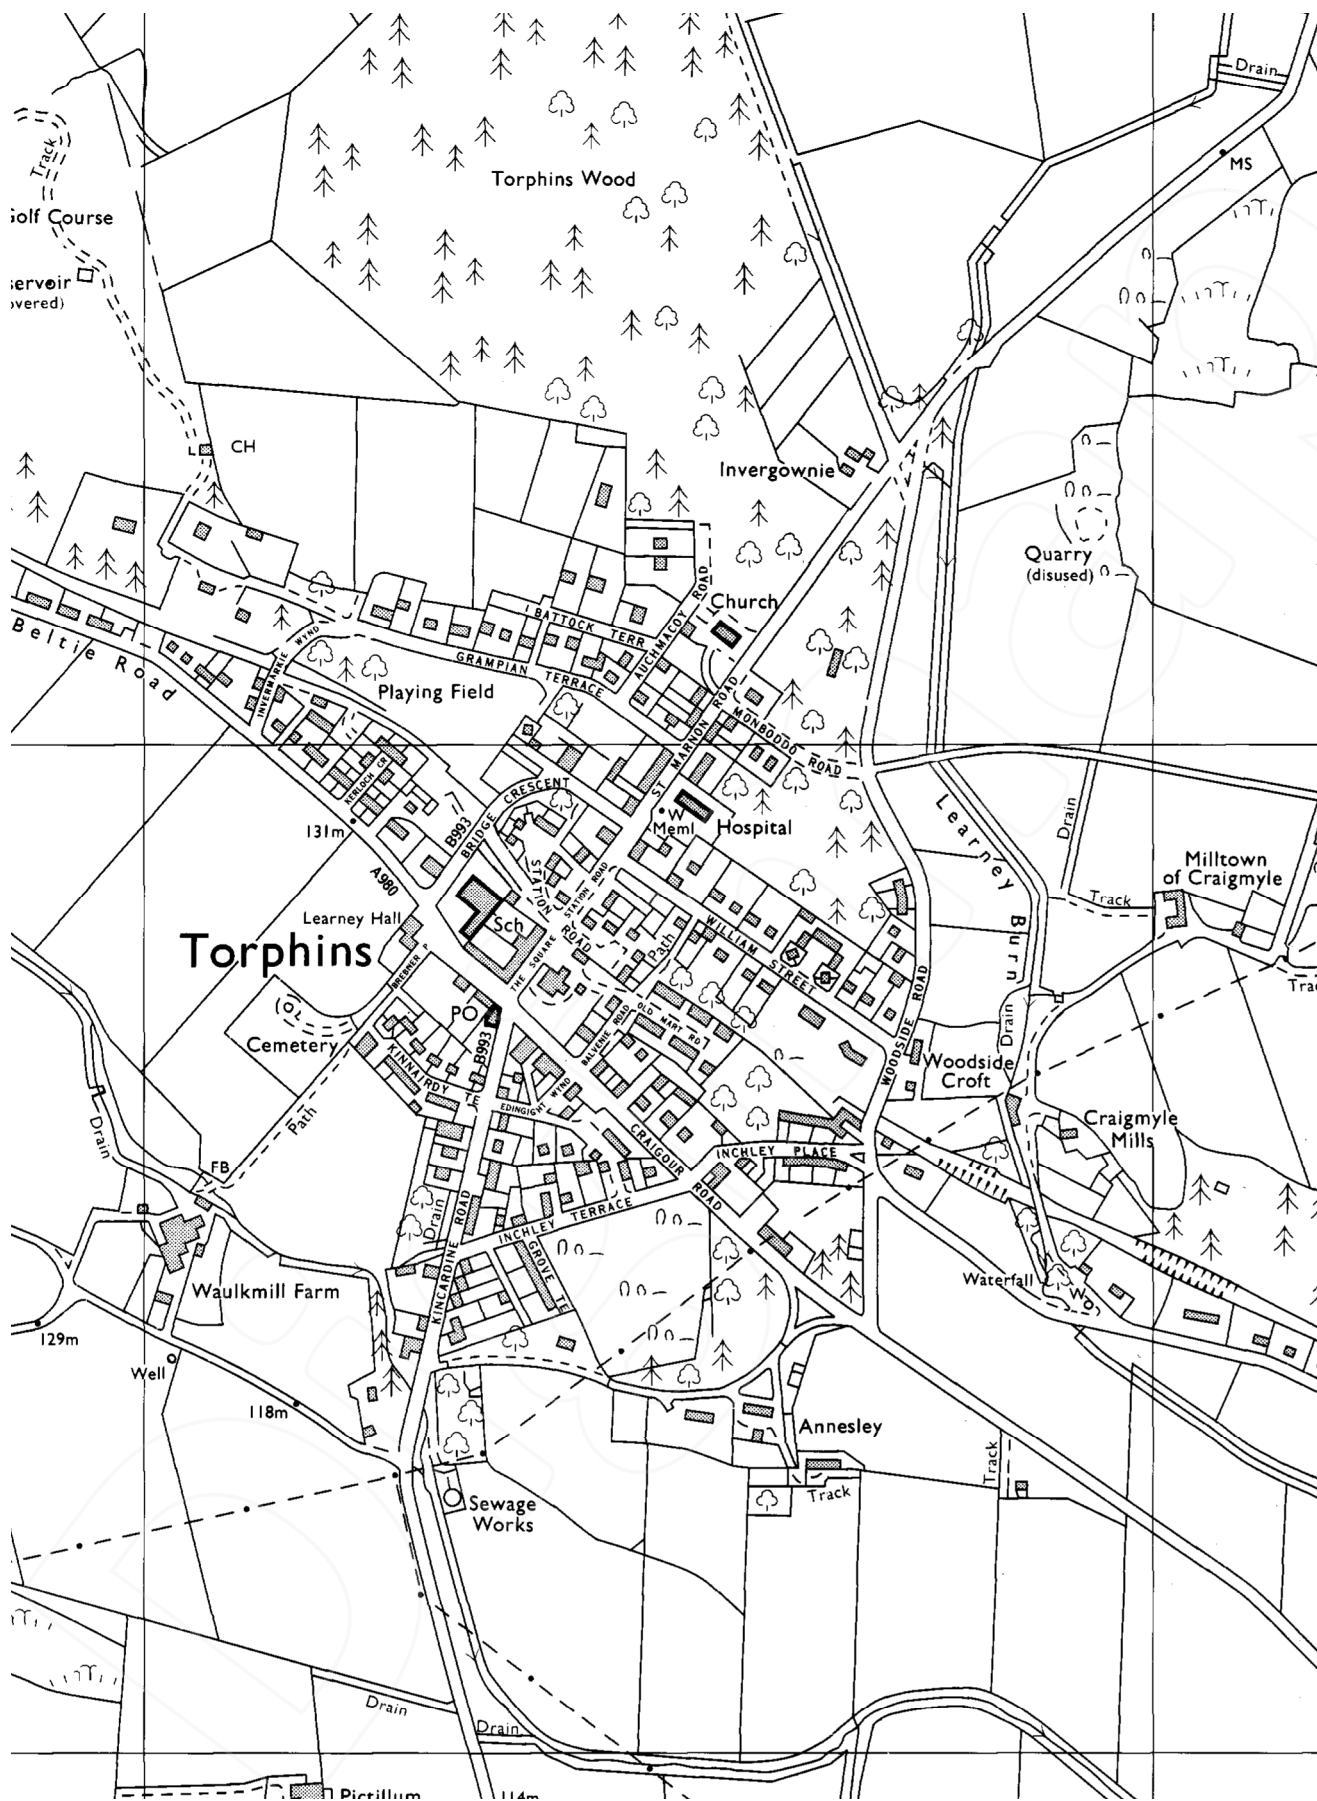 Drain
MS
Track
Torphins Wood
Golf Course
servoir
overed)
CH
Invergownie
Quarry
(disused)
Church
AUCHMACOY ROAD
BATTOCK TERR
Beltie Road
INVERMARKIE WYND
GRAMPIAN TERRACE
Playing Field
ST MARNON ROAD
MONBODDO ROAD
KERLOCH CR
131m
B993
BRIDGE CRESCENT
W
Meml
Hospital
Learney Burn
Drain
Milltown
of Craigmyle
Track
A980
STATION ROAD
STATION ROAD
Learney Hall
Sch
Torphins
THE SQUARE
Path
WILLIAM STREET
BREBNER P
WOODSIDE ROAD
Trac
PO
Cemetery
B993
BALVENIE ROAD
OLD MART RD
Drain
Woodside
Croft
KINNAIRDY TE
EDINGIGHT WYND
Path
Drain
CRAIGOUR ROAD
Craigmyle
Mills
INCHLEY PLACE
FB
Drain
KINCARDINE ROAD
INCHLEY TERRACE
GROVE TE
Waulkmill Farm
Waterfall
W
129m
Well
118m
Annesley
Track
Track
Sewage
Works
Drain
Drain
Pictillum
114m